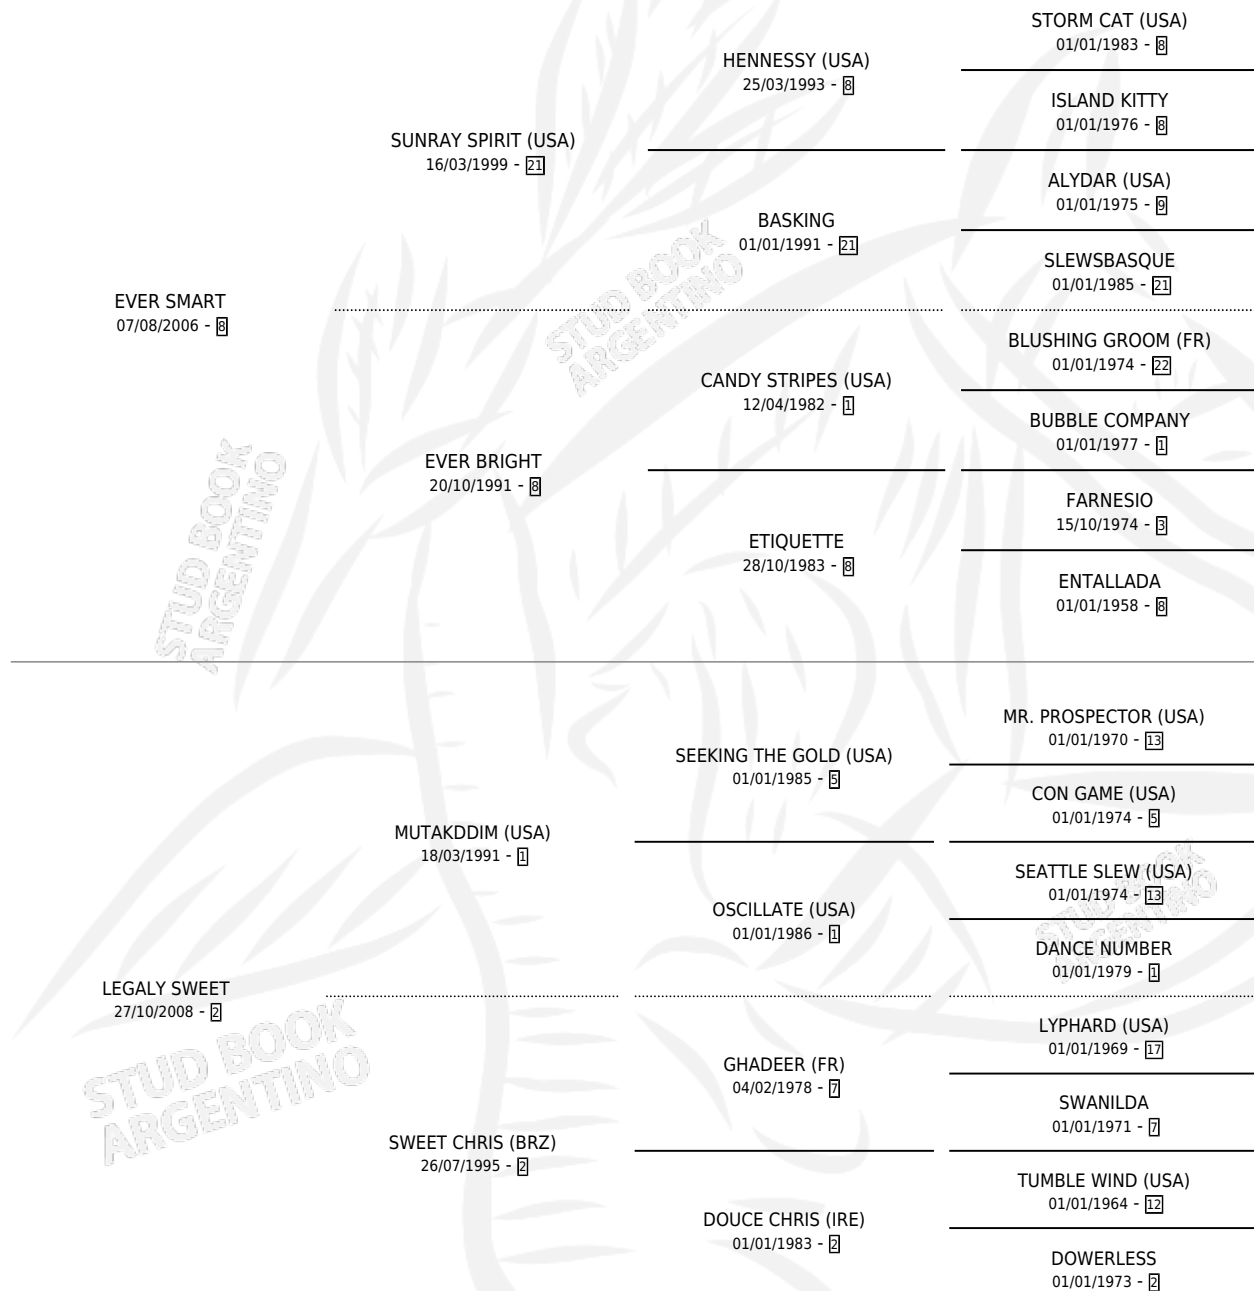 STORM CAT (USA)
01/01/1983 - 8
HENNESSY (USA)
25/03/1993 - 8
ISLAND KITTY
01/01/1976 - 8
SUNRAY SPIRIT (USA)
16/03/1999 - 21
ALYDAR (USA)
01/01/1975 - 9
BASKING
01/01/1991 - 21
SLEWSBASQUE
01/01/1985 - 21
EVER SMART
07/08/2006 - 8
BLUSHING GROOM (FR)
01/01/1974 - 22
CANDY STRIPES (USA)
12/04/1982 - 1
BUBBLE COMPANY
01/01/1977 - 1
EVER BRIGHT
20/10/1991 - 8
FARNESIO
15/10/1974 - 3
ETIQUETTE
28/10/1983 - 8
ENTALLADA
01/01/1958 - 8
MR. PROSPECTOR (USA)
01/01/1970 - 13
SEEKING THE GOLD (USA)
01/01/1985 - 5
CON GAME (USA)
01/01/1974 - 5
MUTAKDDIM (USA)
18/03/1991 - 1
SEATTLE SLEW (USA)
01/01/1974 - 13
OSCILLATE (USA)
01/01/1986 - 1
DANCE NUMBER
01/01/1979 - 1
LEGALY SWEET
27/10/2008 - 2
LYPHARD (USA)
01/01/1969 - 17
GHADEER (FR)
04/02/1978 - 7
SWANILDA
01/01/1971 - 7
SWEET CHRIS (BRZ)
26/07/1995 - 2
TUMBLE WIND (USA)
01/01/1964 - 12
DOUCE CHRIS (IRE)
01/01/1983 - 2
DOWERLESS
01/01/1973 - 2
STUD BOOK
ARGENTINO
STUD BOOK
ARGENTINO
STUD BOOK
ARGENTINO
STUD BOOK
ARGENTINO